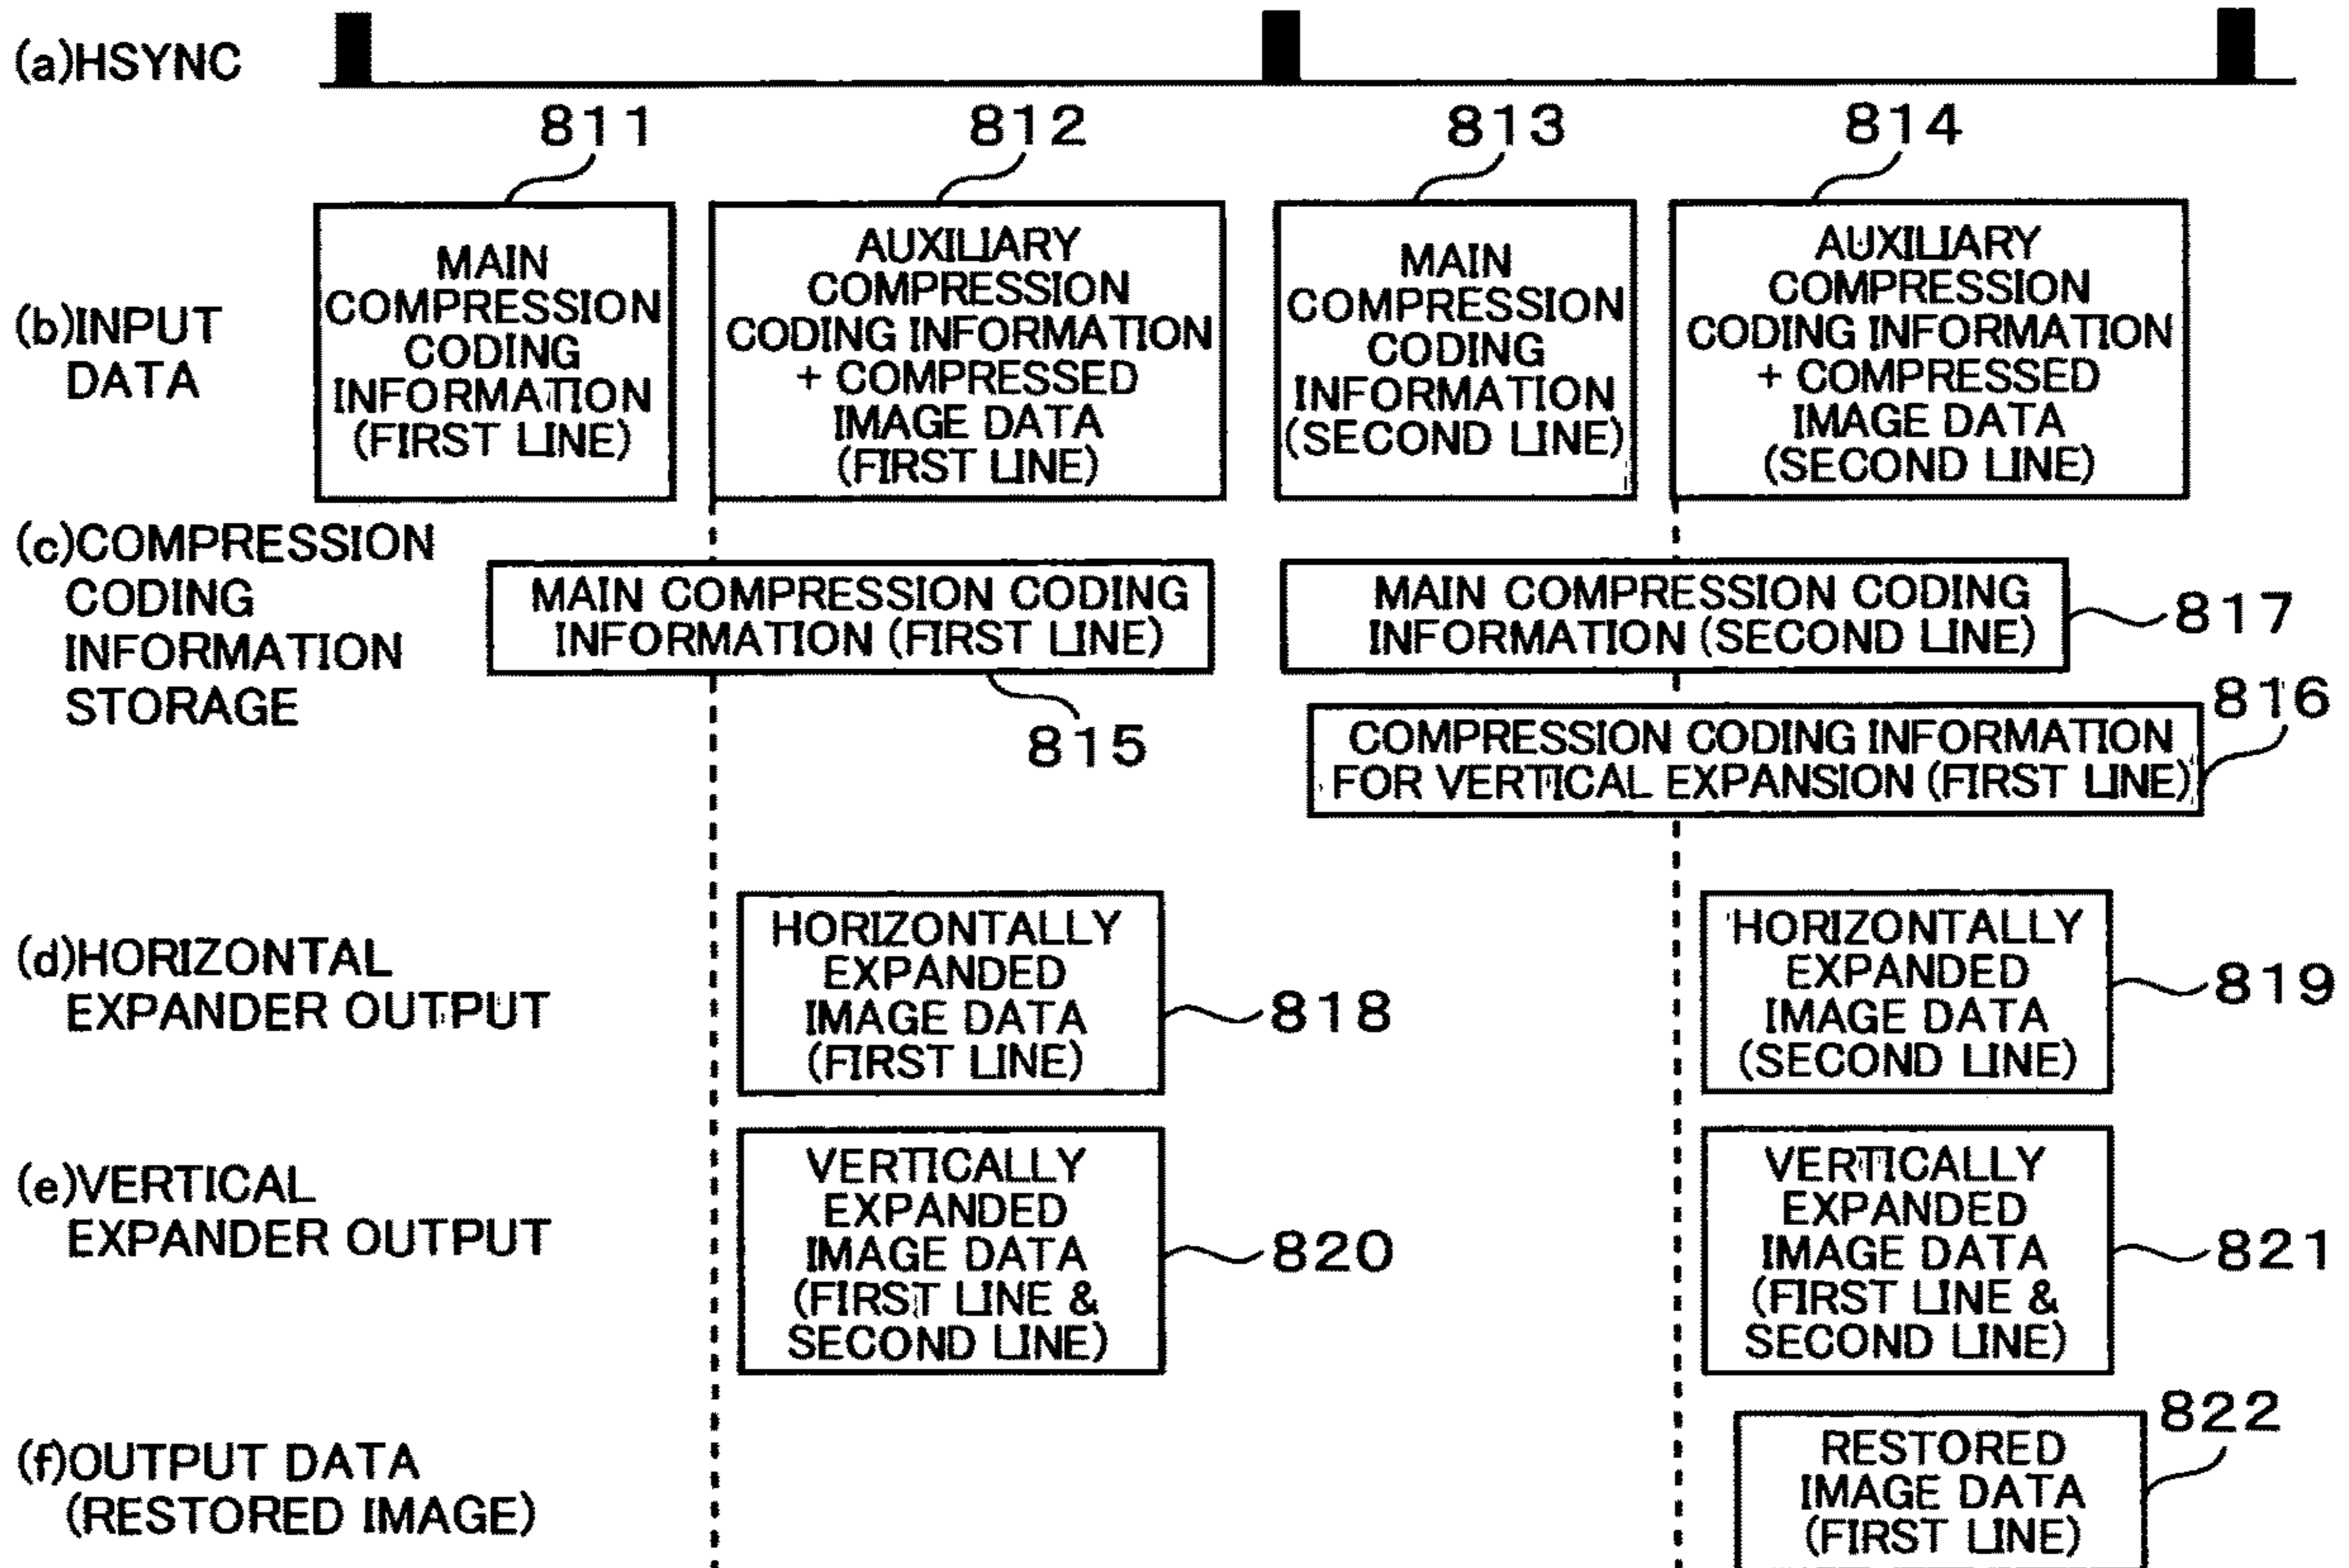 (a)HSYNC
811
812
813
814
(b)INPUT
DATA
MAIN
COMPRESSION
CODING
INFORMATION
(FIRST LINE)
AUXILIARY
COMPRESSION
CODING INFORMATION
+ COMPRESSED
IMAGE DATA
(FIRST LINE)
MAIN
COMPRESSION
CODING
INFORMATION
(SECOND LINE)
AUXILIARY
COMPRESSION
CODING INFORMATION
+ COMPRESSED
IMAGE DATA
(SECOND LINE)
(c)COMPRESSION
CODING
INFORMATION
STORAGE
MAIN COMPRESSION CODING
INFORMATION (FIRST LINE)
815
MAIN COMPRESSION CODING
INFORMATION (SECOND LINE)
817
COMPRESSION CODING INFORMATION
FOR VERTICAL EXPANSION (FIRST LINE)
816
(d)HORIZONTAL
EXPANDER OUTPUT
HORIZONTALLY
EXPANDED
IMAGE DATA
(FIRST LINE)
818
HORIZONTALLY
EXPANDED
IMAGE DATA
(SECOND LINE)
819
(e)VERTICAL
EXPANDER OUTPUT
VERTICALLY
EXPANDED
IMAGE DATA
(FIRST LINE &
SECOND LINE)
820
VERTICALLY
EXPANDED
IMAGE DATA
(FIRST LINE &
SECOND LINE)
821
(f)OUTPUT DATA
(RESTORED IMAGE)
RESTORED
IMAGE DATA
(FIRST LINE)
822